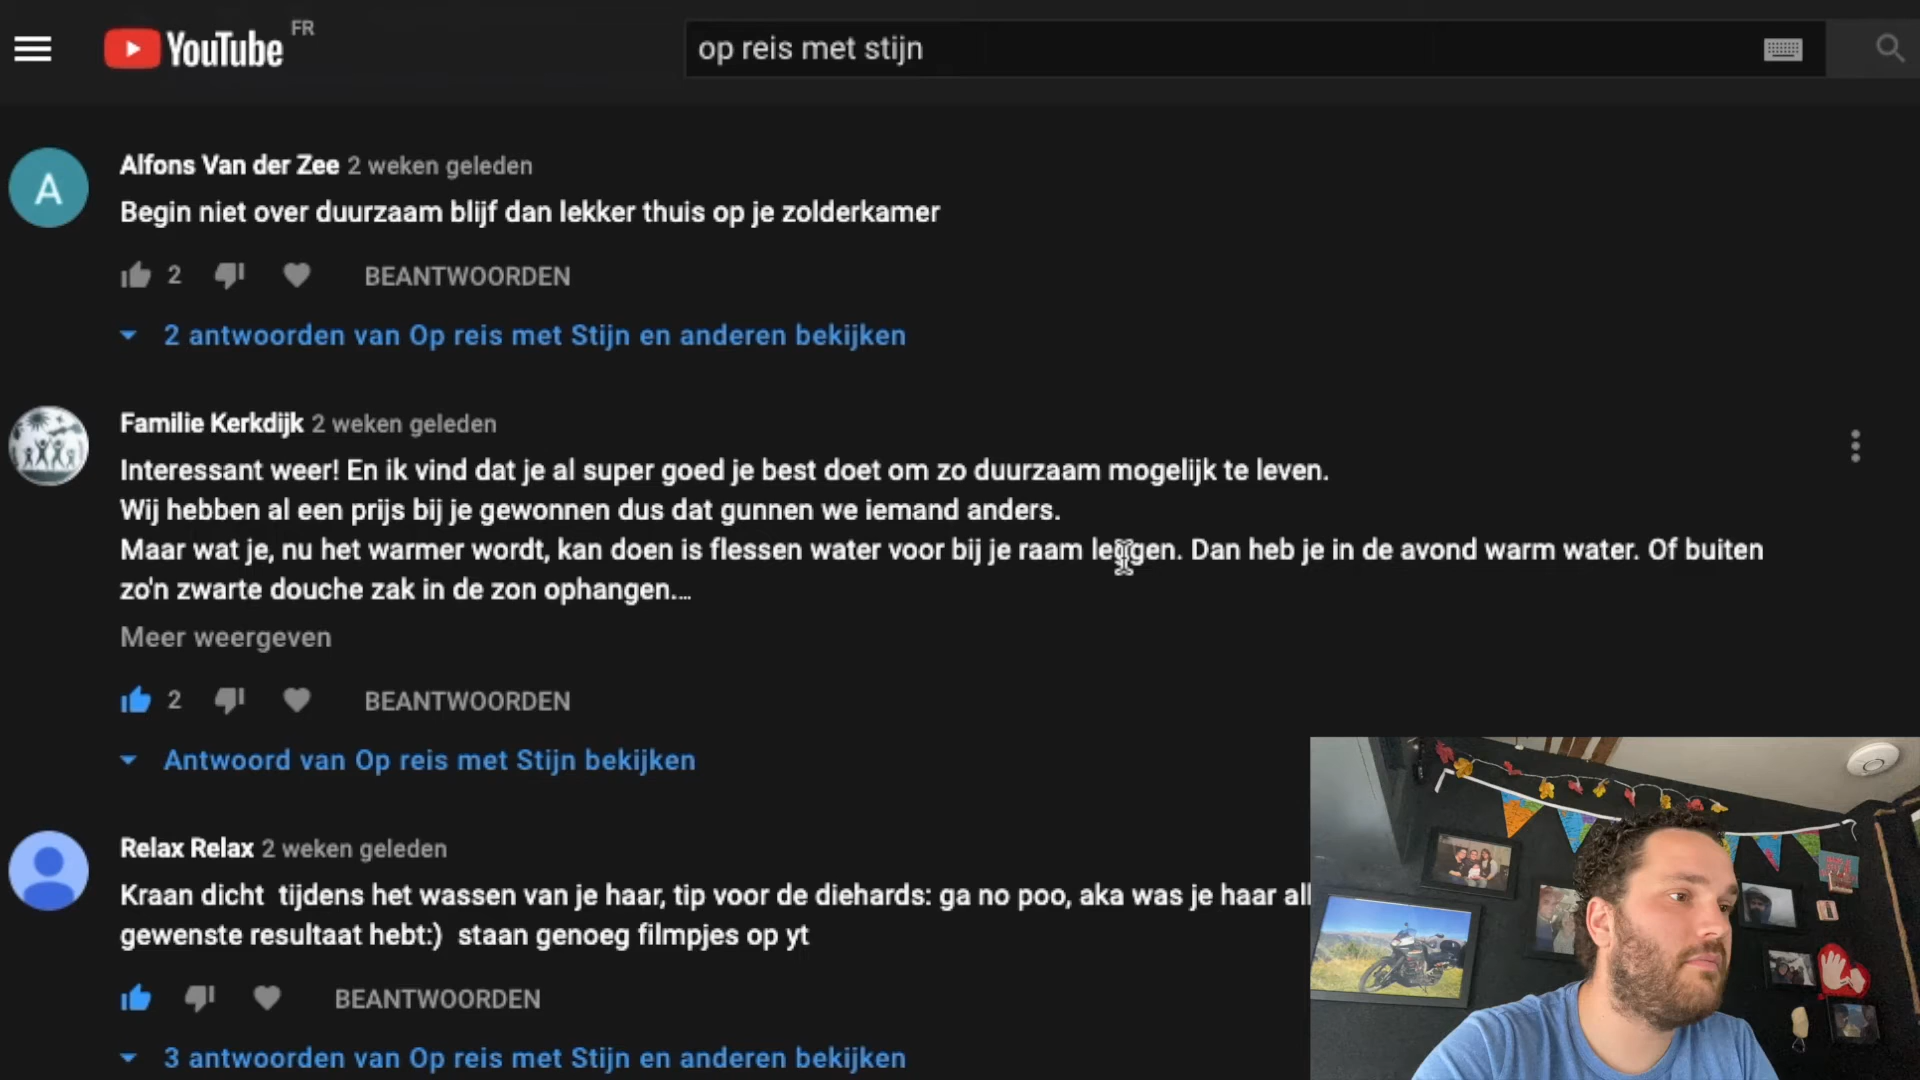 YouTube FR
op reis met stijn
A
Alfons Van der Zee 2 weken geleden
Begin niet over duurzaam blijf dan lekker thuis op je zolderkamer
2 BEANTWOORDEN
2 antwoorden van Op reis met Stijn en anderen bekijken
Familie Kerkdijk 2 weken geleden
Interessant weer! En ik vind dat je al super goed je best doet om zo duurzaam mogelijk te leven.
Wij hebben al een prijs bij je gewonnen dus dat gunnen we iemand anders.
Maar wat je, nu het warmer wordt, kan doen is flessen water voor bij je raam leggen. Dan heb je in de avond warm water. Of buiten
zo'n zwarte douche zak in de zon ophangen....
Meer weergeven
2 BEANTWOORDEN
Antwoord van Op reis met Stijn bekijken
Relax Relax 2 weken geleden
Kraan dicht  tijdens het wassen van je haar, tip voor de diehards: ga no poo, aka was je haar all
gewenste resultaat hebt:)  staan genoeg filmpjes op yt
BEANTWOORDEN
3 antwoorden van Op reis met Stijn en anderen bekijken